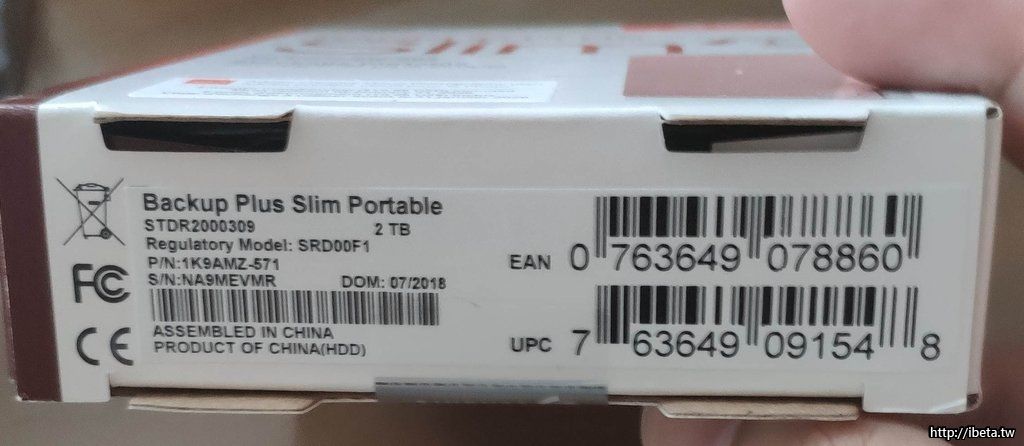 Backup Plus Slim Portable
STDR2000309 2 TB
Regulatory Model: SRD00F1
P/N:1K9AMZ-571
S/N:NA9MEVMR DOM: 07/2018
ASSEMBLED IN CHINA
PRODUCT OF CHINA(HDD)
FC
CE
EAN 0 763649 078860
UPC 7 63649 09154 8
http://ibeta.tw